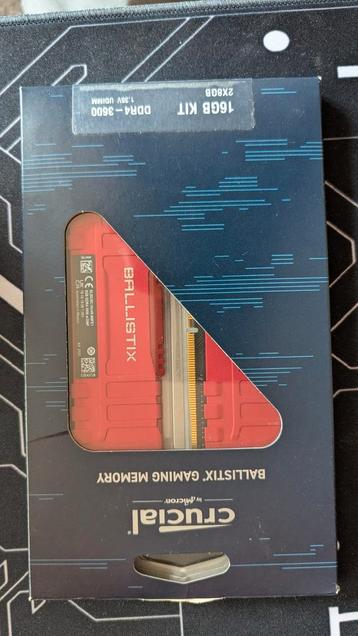 crucial
by Micron
BALLISTIX GAMING MEMORY
BALLISTIX
16GB KIT
2X8GB
DDR4-3600
1.35V UDIMM